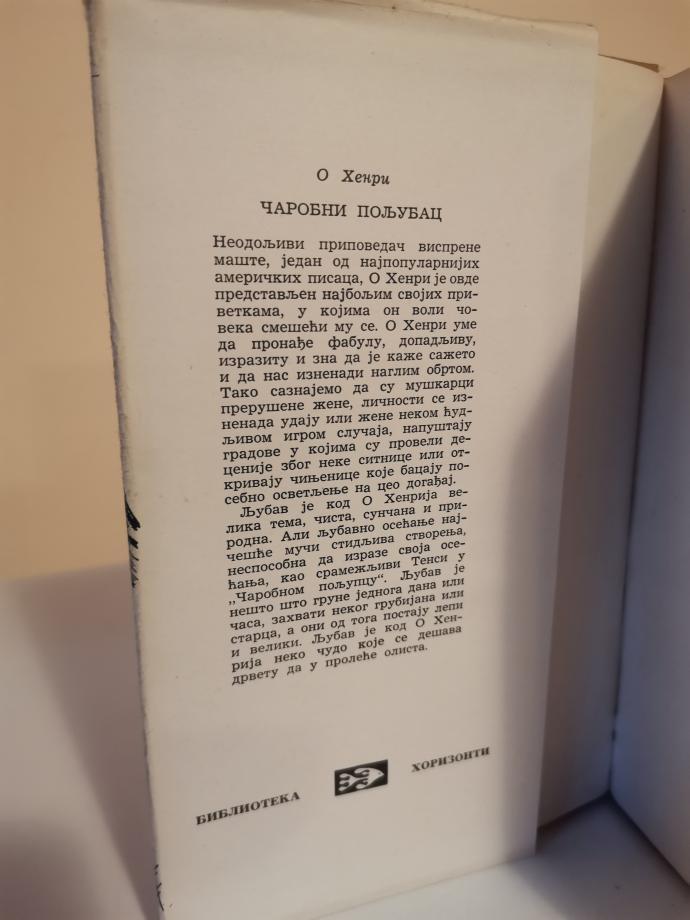 О Хенри
ЧАРОБНИ ПОЉУБАЦ
Неодољиви приповедач виспрене
маште, један од најпопуларнијих
америчких писаца, О Хенри је овде
представљен најбољим својих при-
веткама, у којима он воли чо-
века смешећи му се. О Хенри уме
да пронађе фабулу, допадљиву,
изразиту и зна да је каже сажето
и да нас изненади наглим обртом.
Тако сазнајемо да су мушкарци
прерушене жене, личности се из-
ненада удају или жене неком ћуд-
љивом игром случаја, напуштају
градове у којима су провели де-
ценије због неке ситнице или от-
кривају чињенице које бацају по-
себно осветљење на цео догађај.
Љубав је код О Хенрија ве-
лика тема, чиста, сунчана и при-
родна. Али љубавно осећање нај-
чешће мучи стидљива створења,
неспособна да изразе своја осе-
ћања, као срамежљиви Тенси у
„Чаробном пољупцу“. Љубав је
нешто што груне једнога дана или
часа, захвати неког грубијана или
старца, а они од тога постају лепи
и велики. Љубав је код О Хен-
рија неко чудо које се дешава
дрвету да у пролеће олиста.
БИБЛИОТЕКА ХОРИЗОНТИ